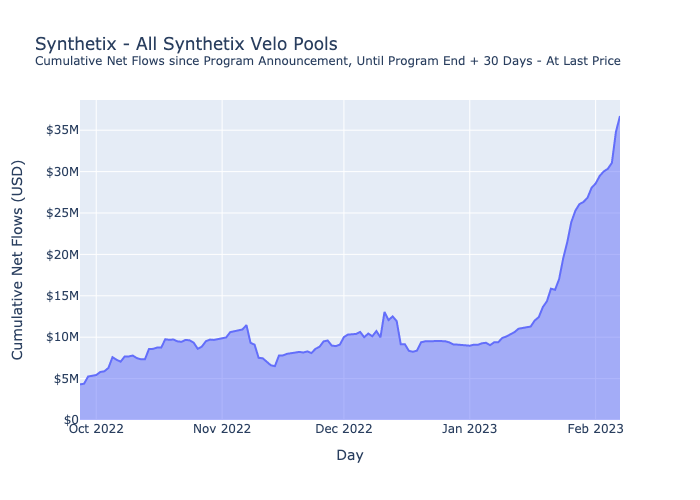 Synthetix - All Synthetix Velo Pools
Cumulative Net Flows since Program Announcement, Until Program End + 30 Days - At Last Price
Cumulative Net Flows (USD)
$35M
$30M
$25M
$20M
$15M
$10M
$5M
$0
Oct 2022
Nov 2022
Dec 2022
Jan 2023
Feb 2023
Day